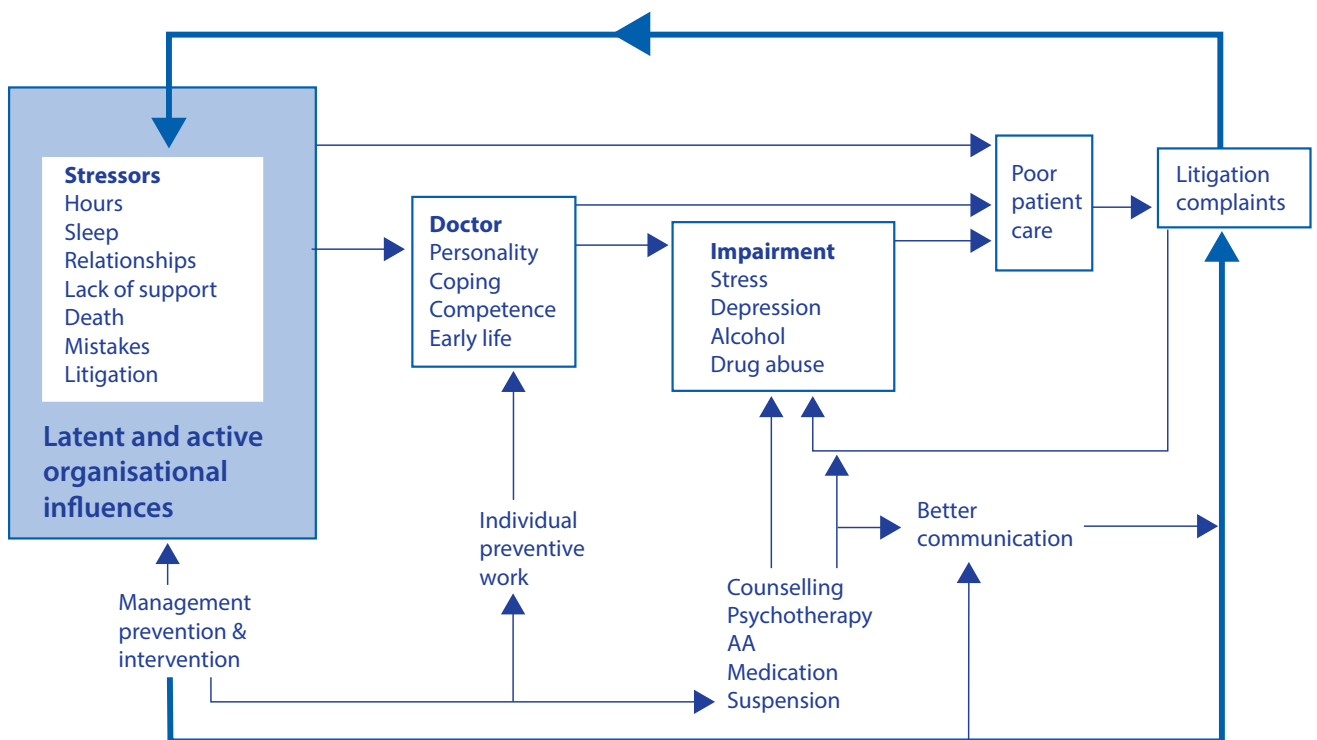 Stressors
Hours
Sleep
Relationships
Lack of support
Death
Mistakes
Litigation
Latent and active
organisational
influences
Doctor
Personality
Coping
Competence
Early life
Impairment
Stress
Depression
Alcohol
Drug abuse
Poor
patient
care
Litigation
complaints
Management
prevention &
intervention
Individual
preventive
work
Counselling
Psychotherapy
AA
Medication
Suspension
Better
communication